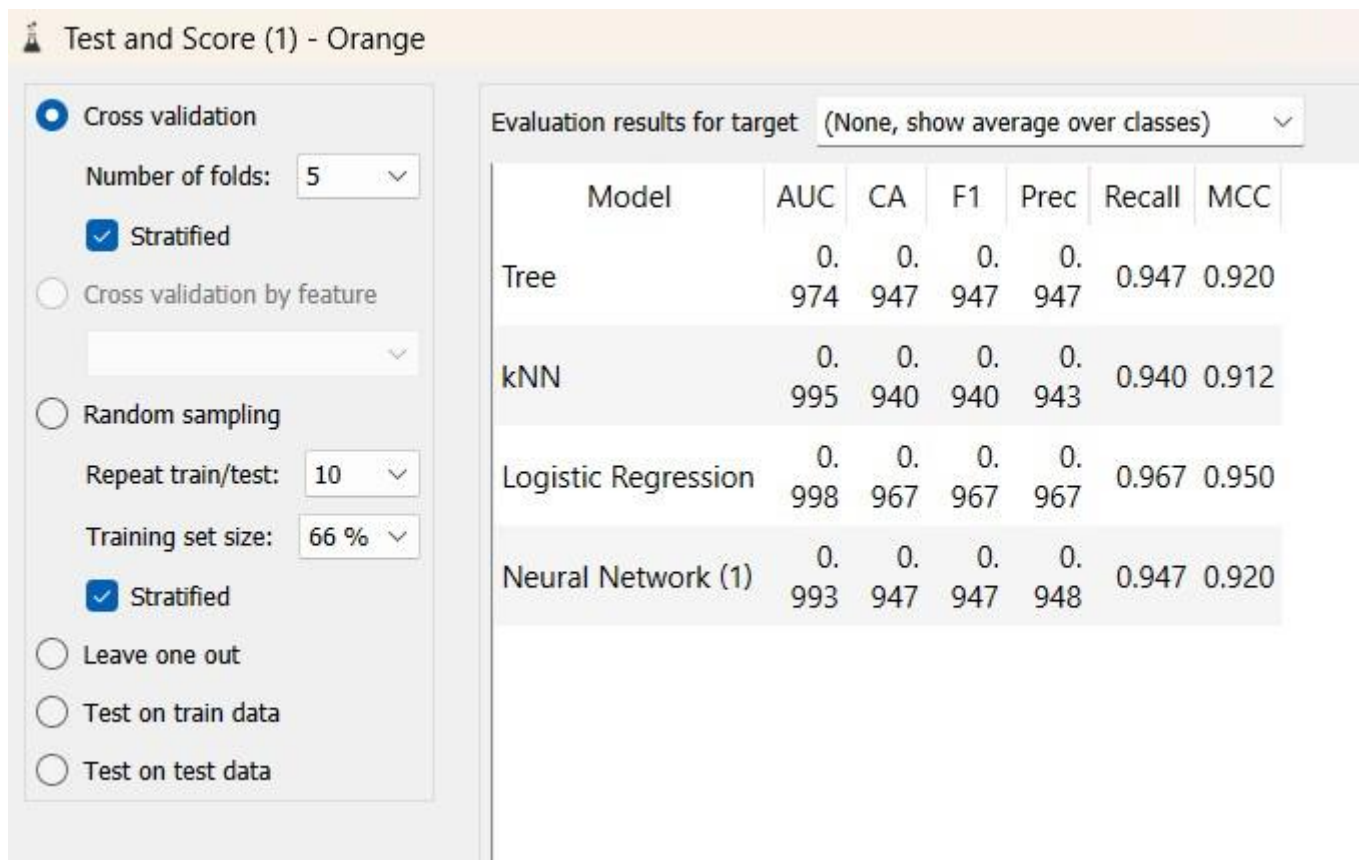 Test and Score (1) - Orange
Cross validation
Number of folds: 5
Stratified
Cross validation by feature
Random sampling
Repeat train/test: 10
Training set size: 66 %
Stratified
Leave one out
Test on train data
Test on test data
Evaluation results for target (None, show average over classes)
Model AUC CA F1 Prec Recall MCC
Tree 0.974 0.947 0.947 0.947 0.947 0.920
kNN 0.995 0.940 0.940 0.943 0.940 0.912
Logistic Regression 0.998 0.967 0.967 0.967 0.967 0.950
Neural Network (1) 0.993 0.947 0.947 0.948 0.947 0.920